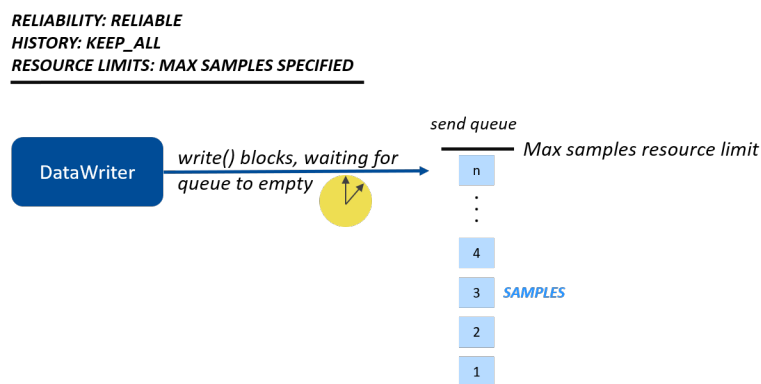 RELIABILITY: RELIABLE
HISTORY: KEEP_ALL
RESOURCE LIMITS: MAX SAMPLES SPECIFIED
send queue
Max samples resource limit
DataWriter
write() blocks, waiting for
queue to empty
n
4
3
SAMPLES
2
1